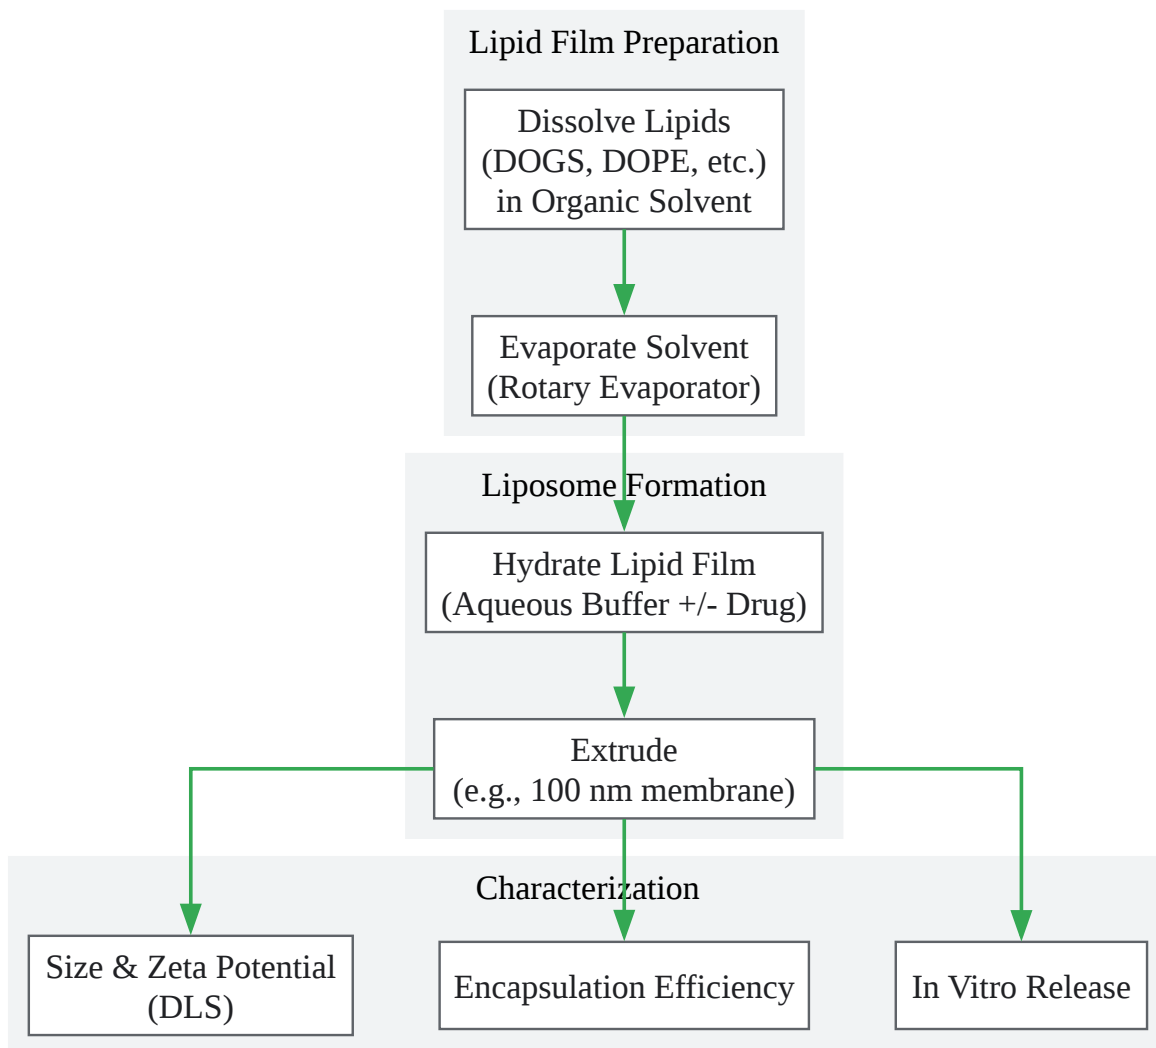 Lipid Film Preparation
Dissolve Lipids
(DOGS, DOPE, etc.)
in Organic Solvent
Evaporate Solvent
(Rotary Evaporator)
Liposome Formation
Hydrate Lipid Film
(Aqueous Buffer +/- Drug)
Extrude
(e.g., 100 nm membrane)
Characterization
Size & Zeta Potential
(DLS)
Encapsulation Efficiency
In Vitro Release